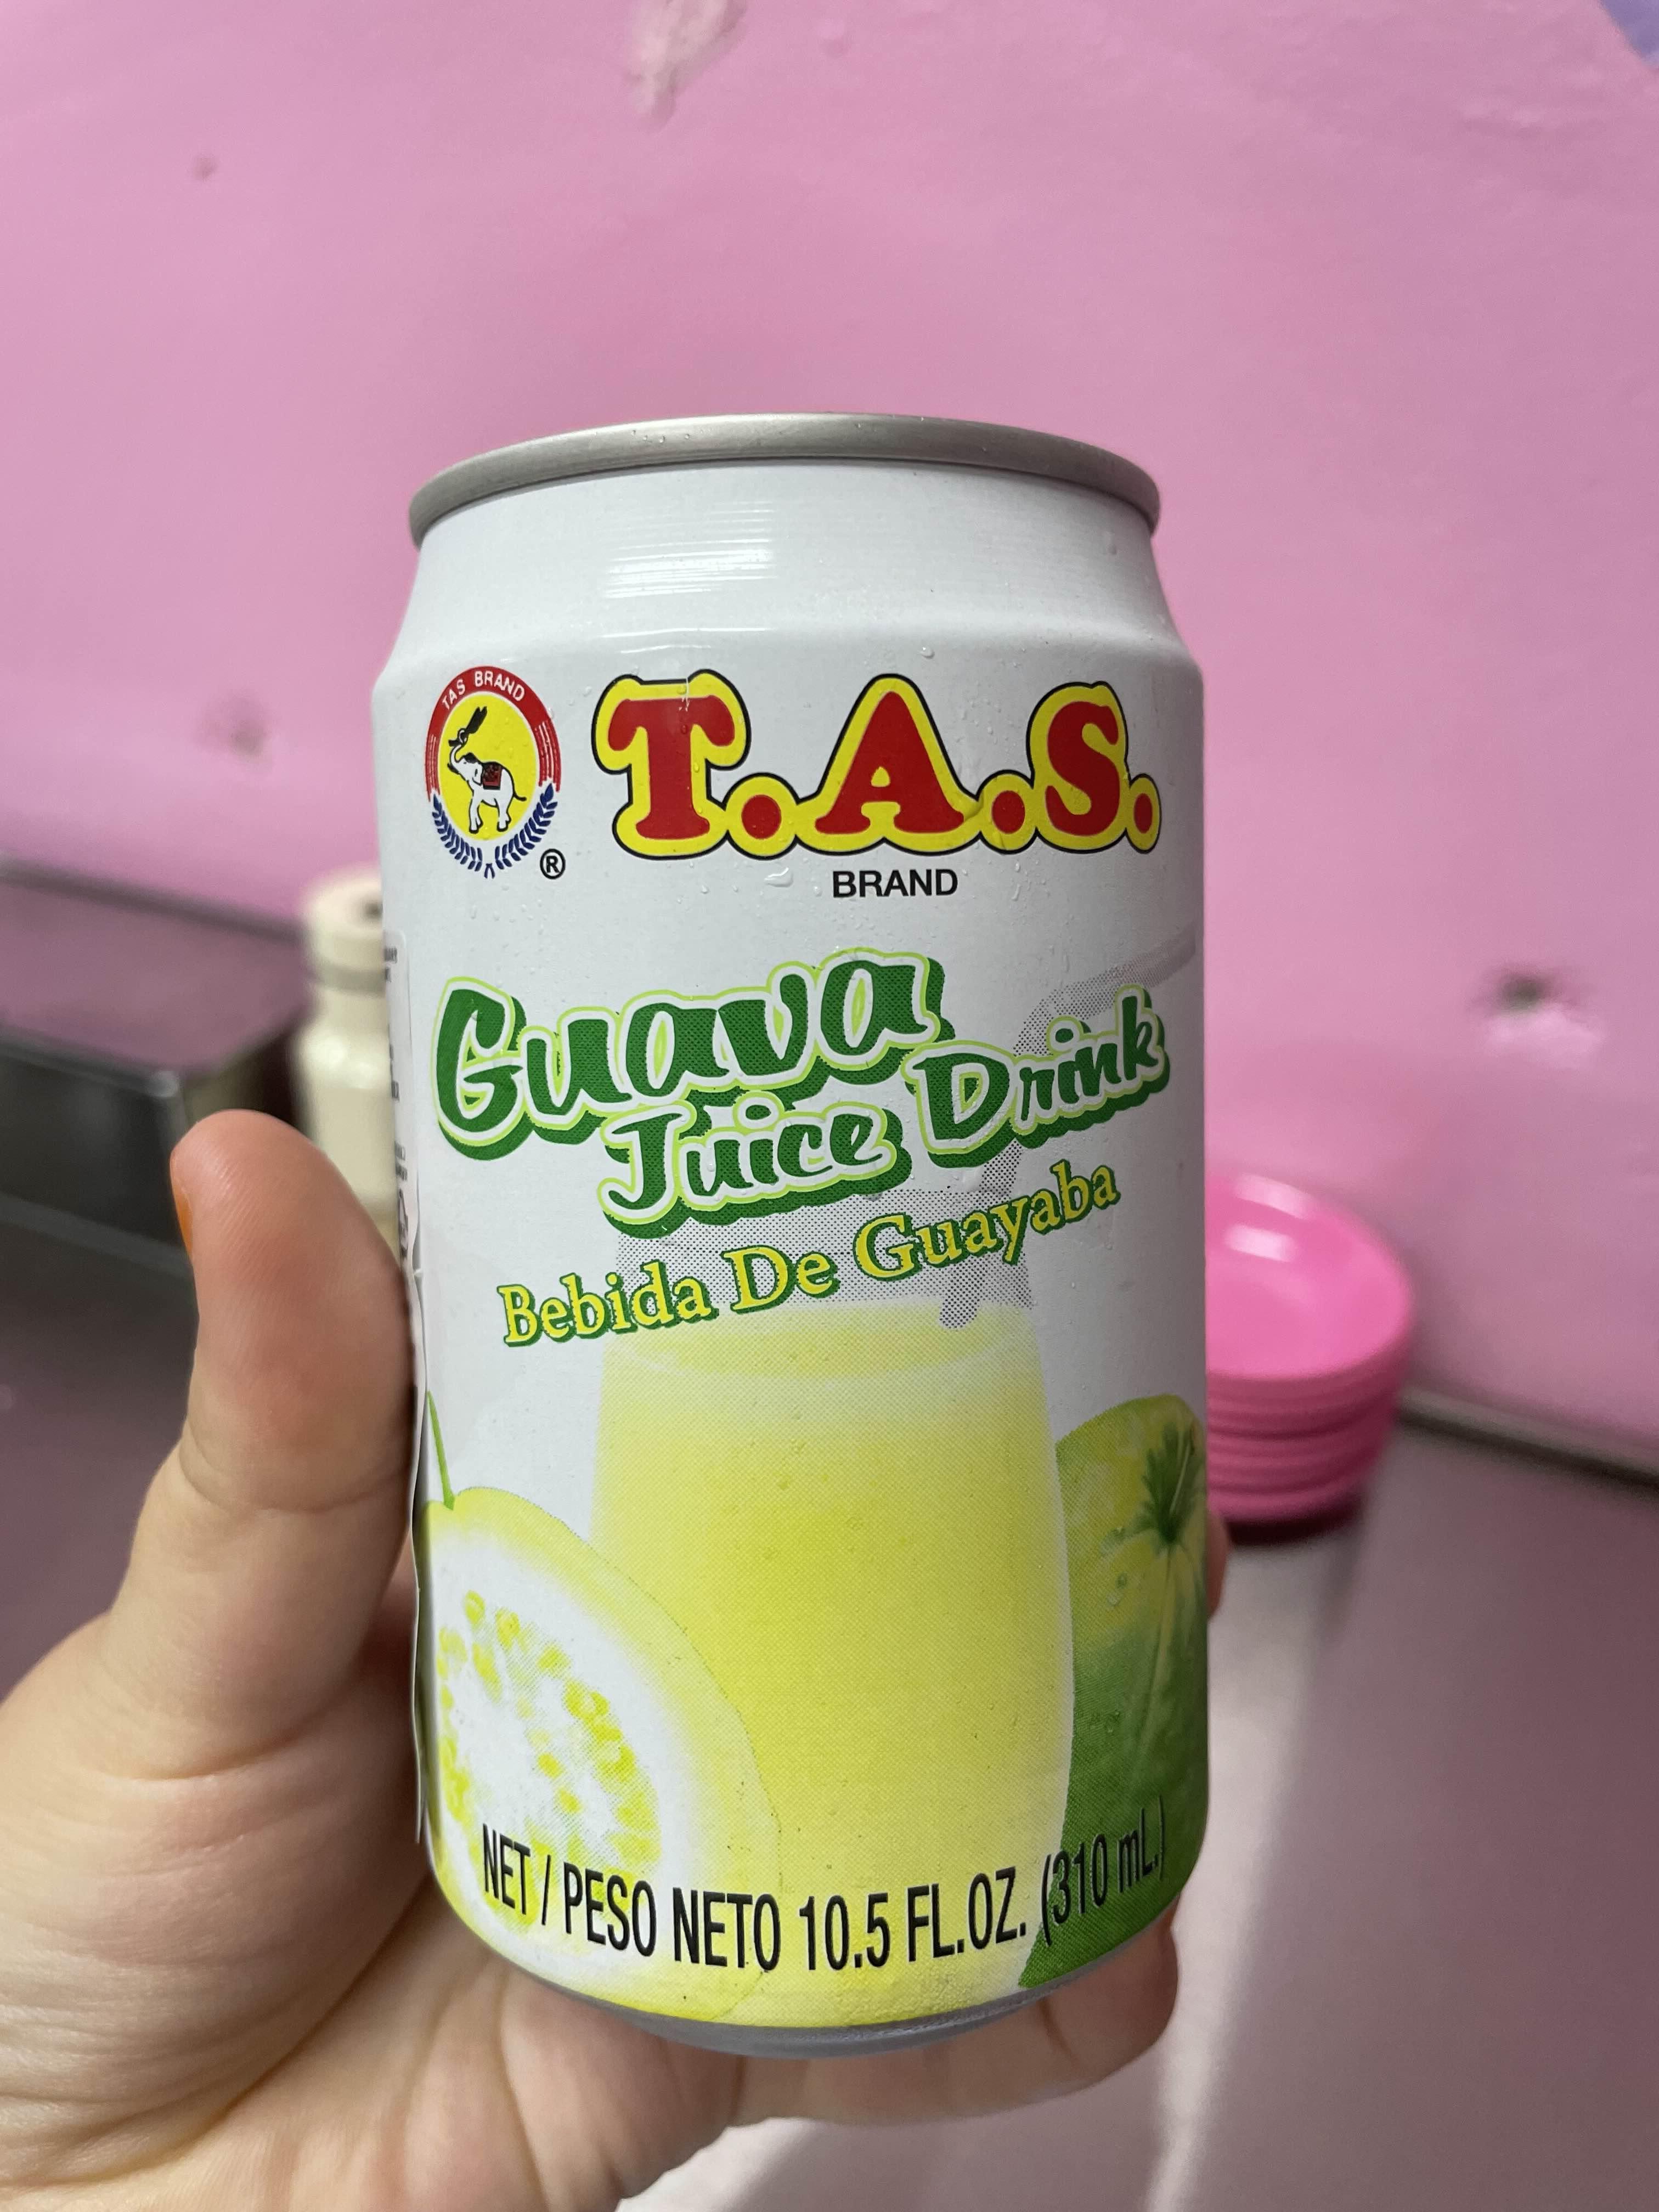 TAS BRAND
®
T.A.S.
BRAND
Guava
Juice Drink
Bebida De Guayaba
NET / PESO NETO 10.5 FL.OZ. (310 mL.)